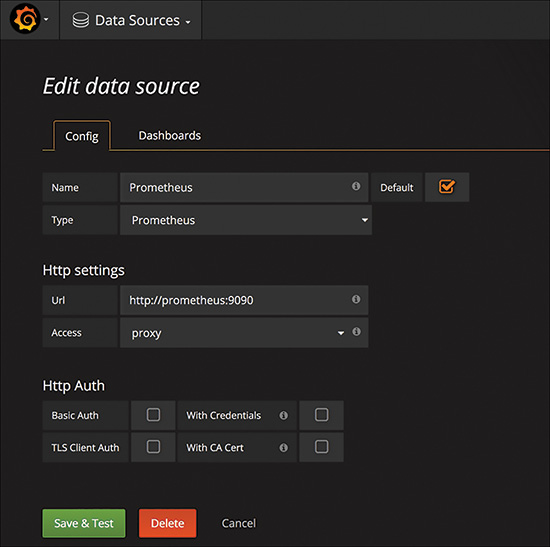 Data Sources
Edit data source
Config Dashboards
Name Prometheus Default
Type Prometheus
Http settings
Url http://prometheus:9090
Access proxy
Http Auth
Basic Auth With Credentials
TLS Client Auth With CA Cert
Save & Test Delete Cancel